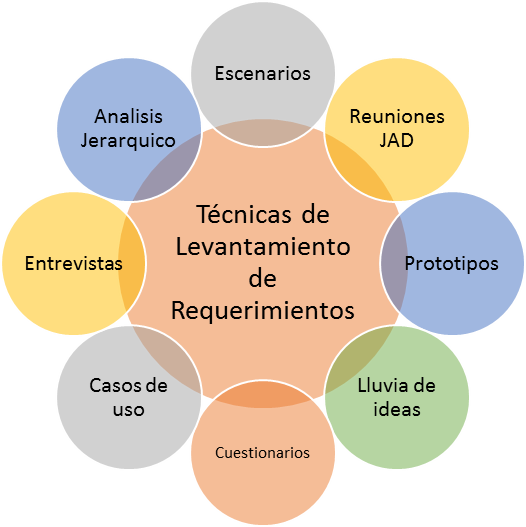 Escenarios
Reuniones
JAD
Prototipos
Lluvia de
ideas
Cuestionarios
Casos de
uso
Entrevistas
Analisis
Jerarquico
Técnicas de
Levantamiento
de
Requerimientos